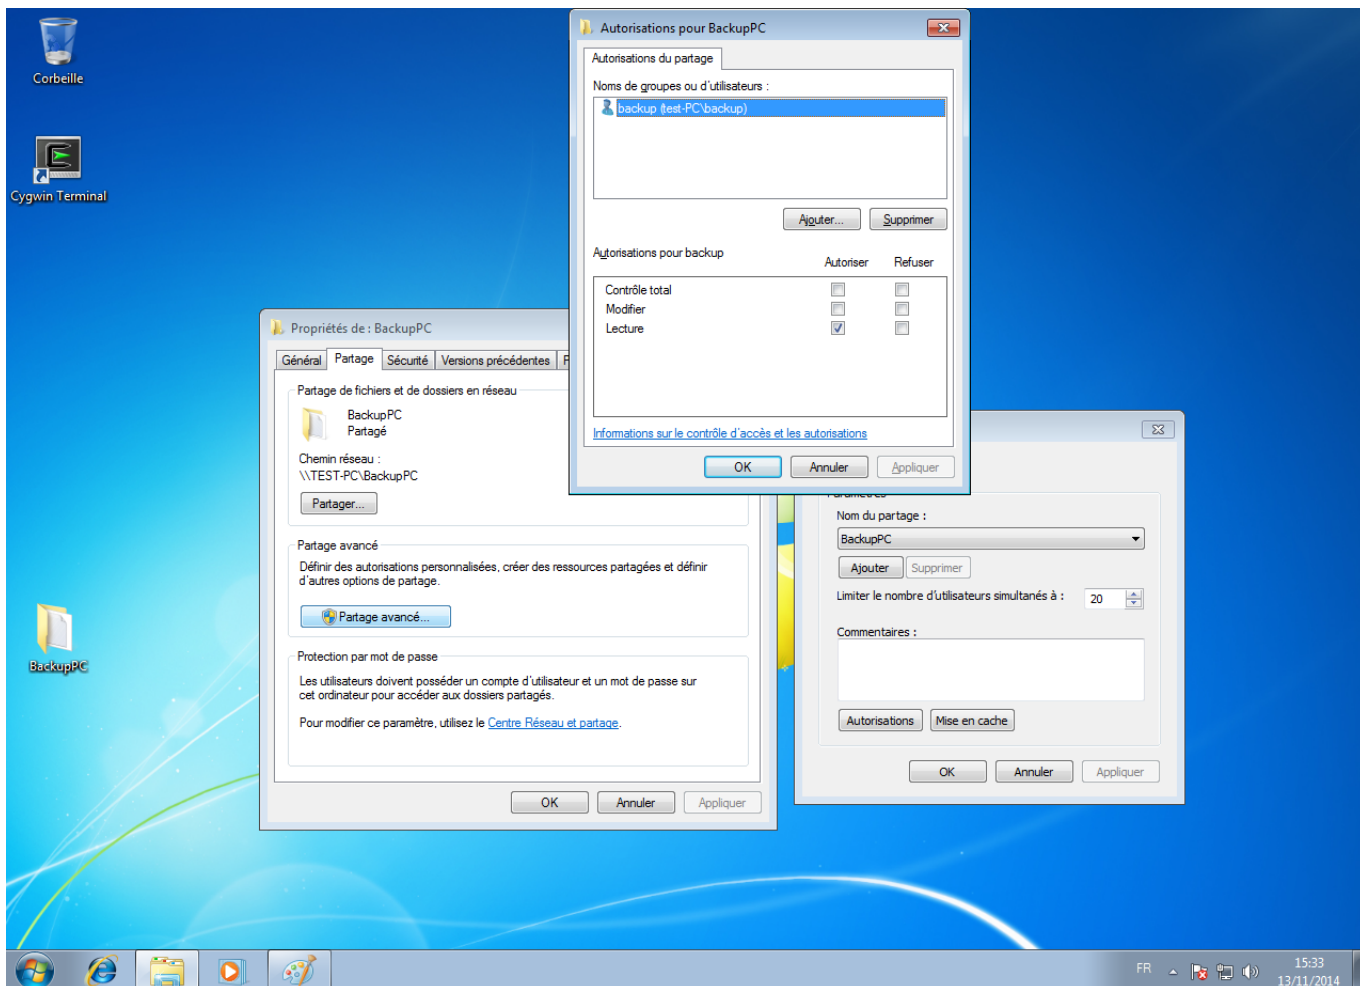 Corbeille
Cygwin Terminal
BackupPC
Autorisations pour BackupPC
Autorisations du partage
Noms de groupes ou d'utilisateurs :
backup (test-PC\backup)
Ajouter...
Supprimer
Autorisations pour backup
Autoriser
Refuser
Contrôle total
Modifier
Lecture
Informations sur le contrôle d'accès et les autorisations
OK
Annuler
Appliquer
Propriétés de : BackupPC
Général
Partage
Sécurité
Versions précédentes
Partage de fichiers et de dossiers en réseau
BackupPC
Partagé
Chemin réseau :
\\TEST-PC\BackupPC
Partager...
Partage avancé
Définir des autorisations personnalisées, créer des ressources partagées et définir
d'autres options de partage.
Partage avancé...
Protection par mot de passe
Les utilisateurs doivent posséder un compte d'utilisateur et un mot de passe sur
cet ordinateur pour accéder aux dossiers partagés.
Pour modifier ce paramètre, utilisez le Centre Réseau et partage.
OK
Annuler
Appliquer
Nom du partage :
BackupPC
Ajouter
Supprimer
Limiter le nombre d'utilisateurs simultanés à :
20
Commentaires :
Autorisations
Mise en cache
OK
Annuler
Appliquer
FR
15:33
13/11/2014